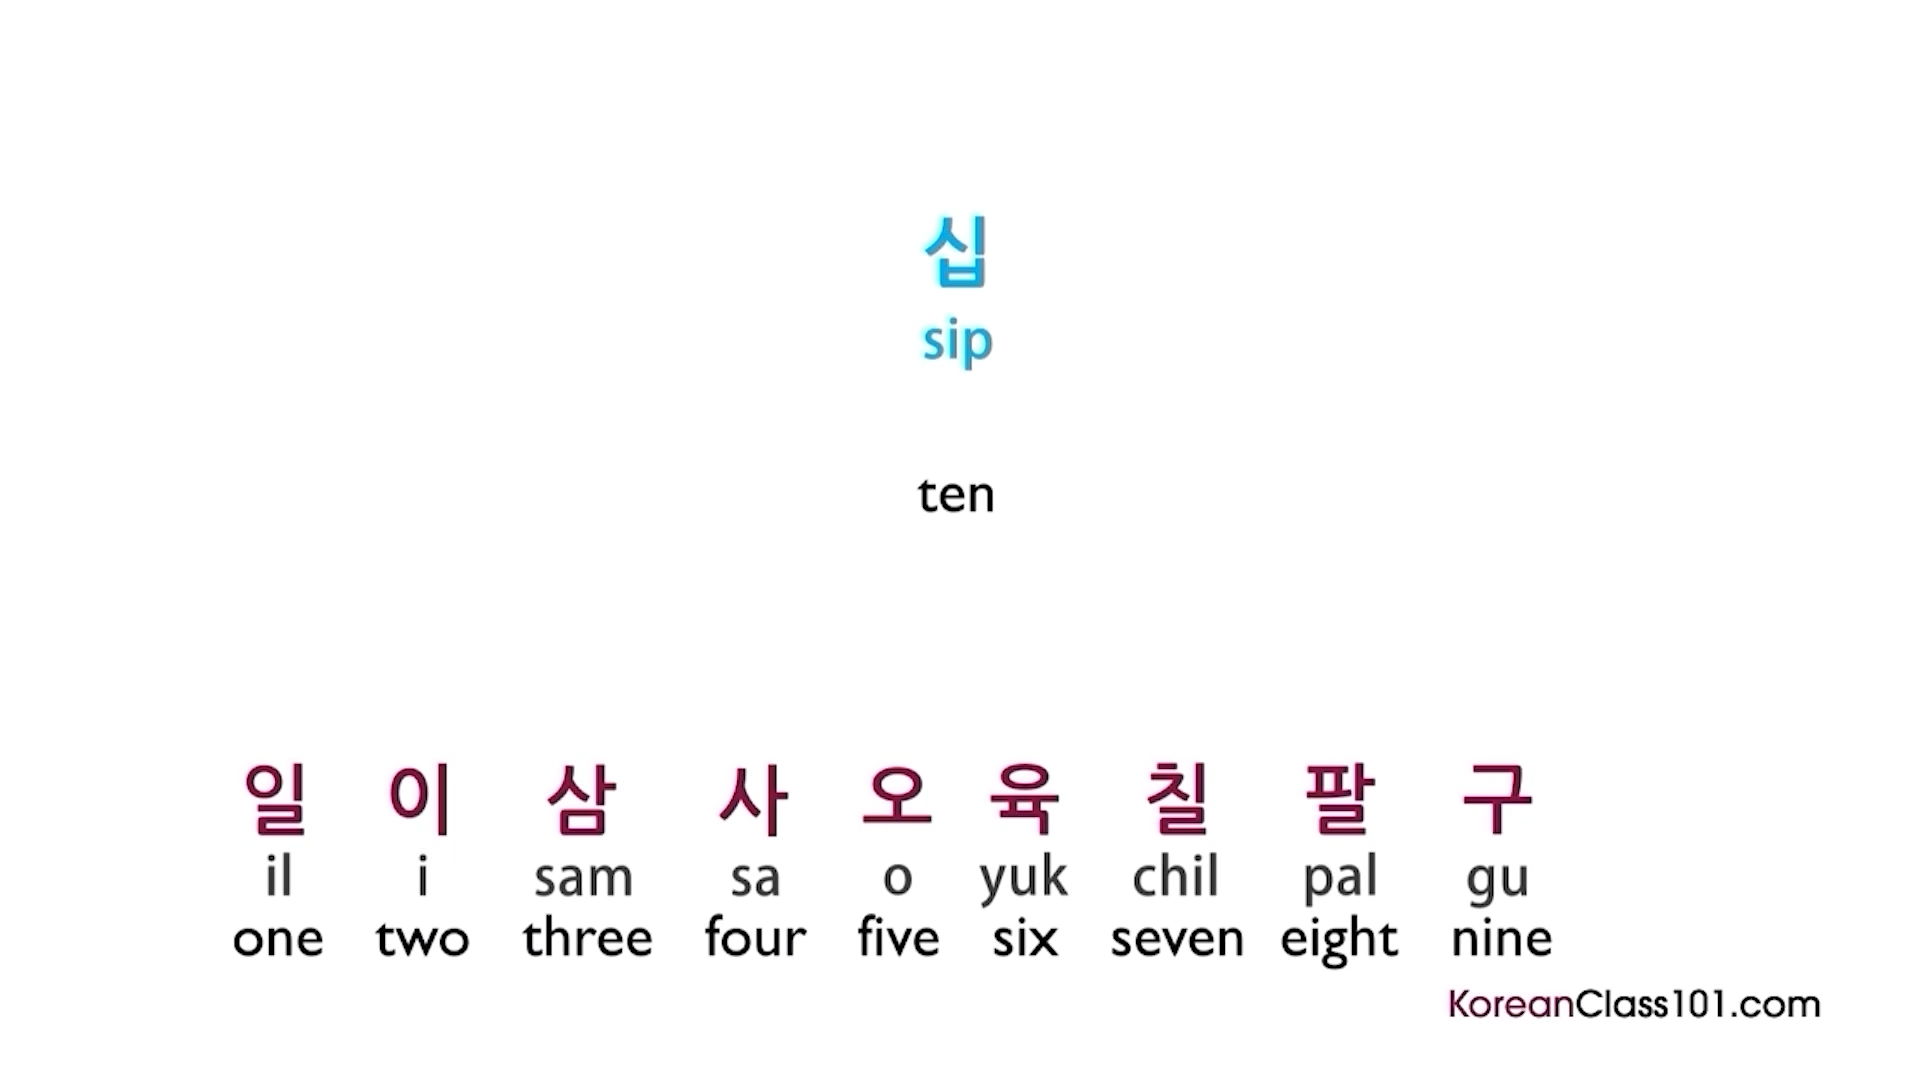 십
sip
ten
일 이 삼 사 오 육 칠 팔 구
il i sam sa o yuk chil pal gu
one two three four five six seven eight nine
KoreanClass101.com